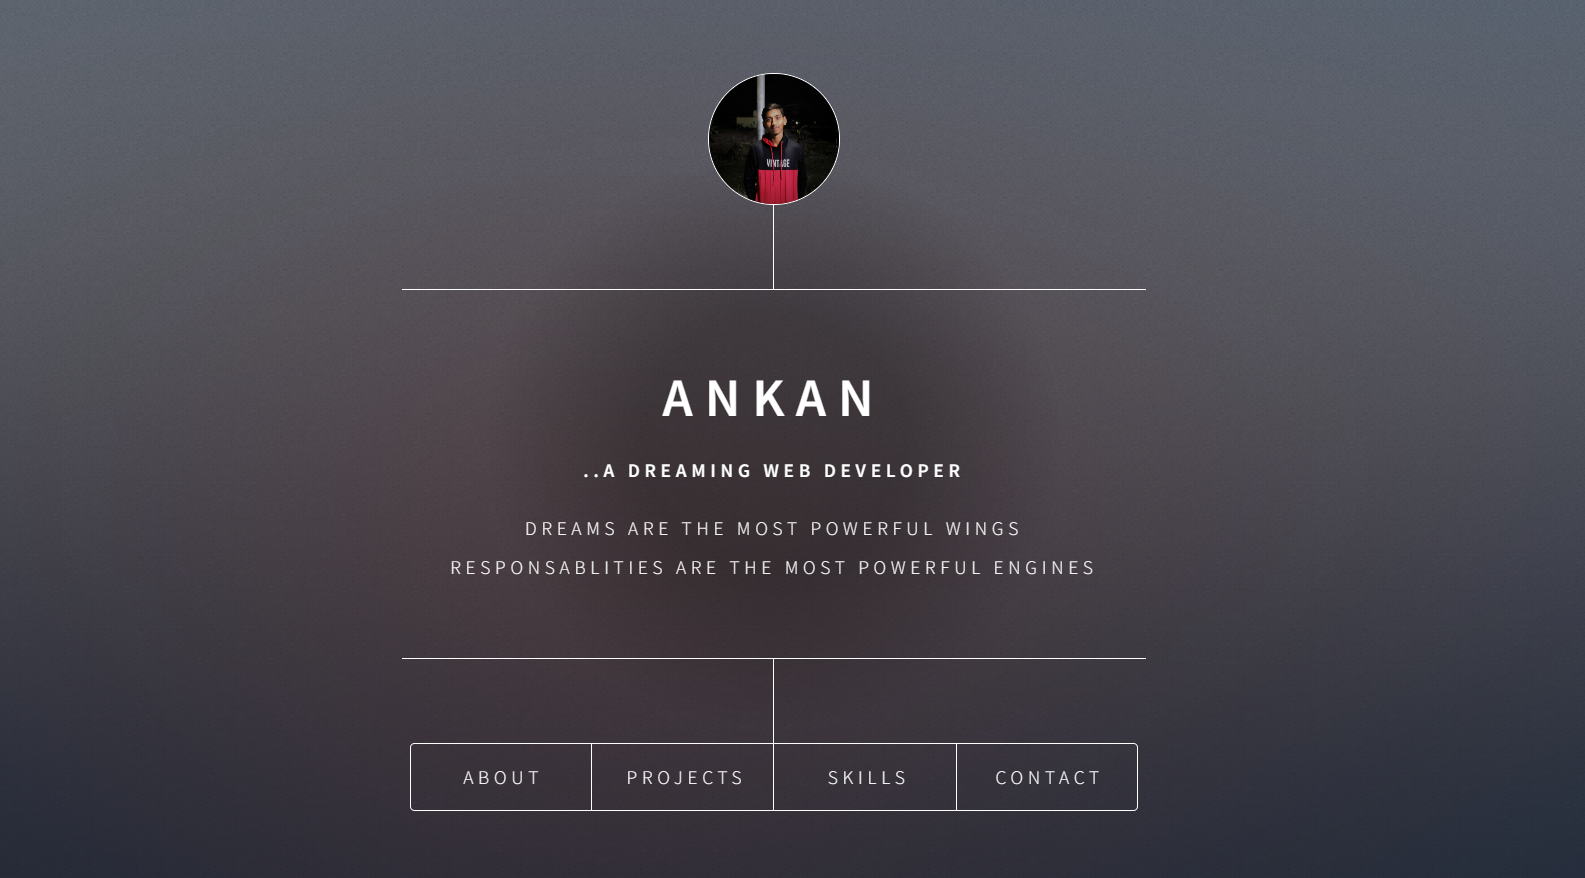 VINTAGE
ANKAN
..A DREAMING WEB DEVELOPER
DREAMS ARE THE MOST POWERFUL WINGS
RESPONSABLITIES ARE THE MOST POWERFUL ENGINES
ABOUT
PROJECTS
SKILLS
CONTACT